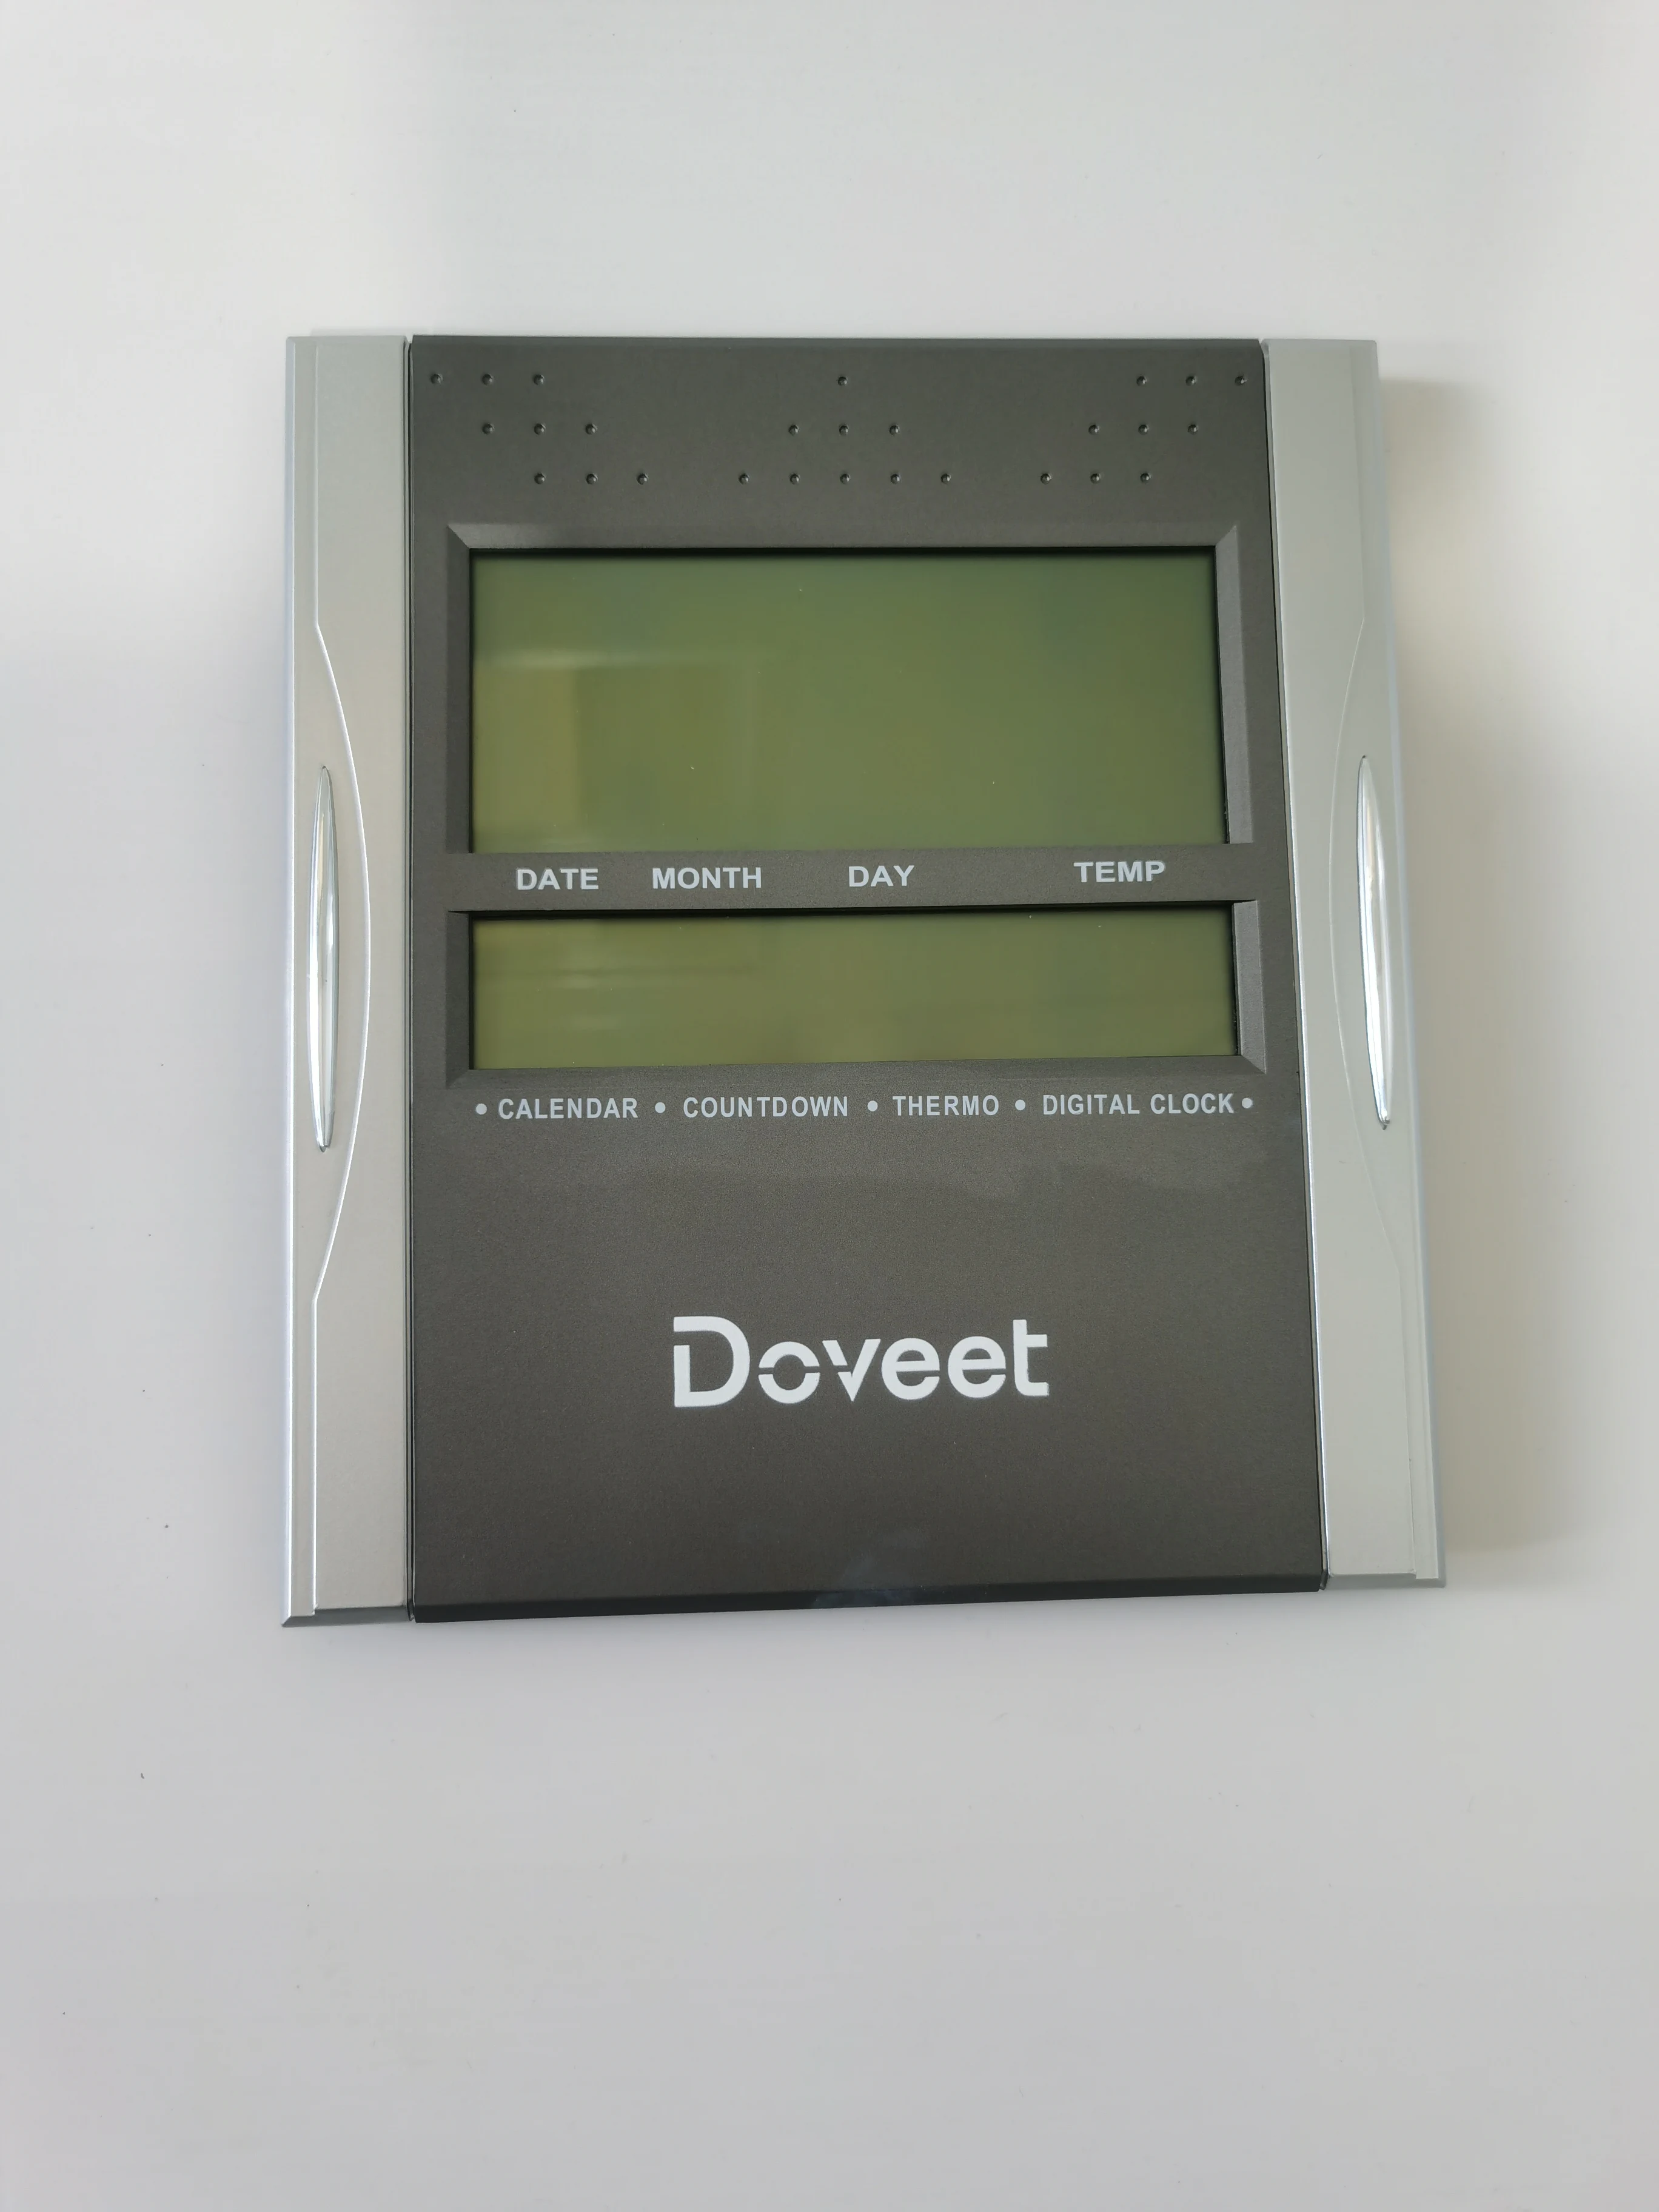 DATE MONTH DAY TEMP
• CALENDAR • COUNTDOWN • THERMO • DIGITAL CLOCK •
Doveet